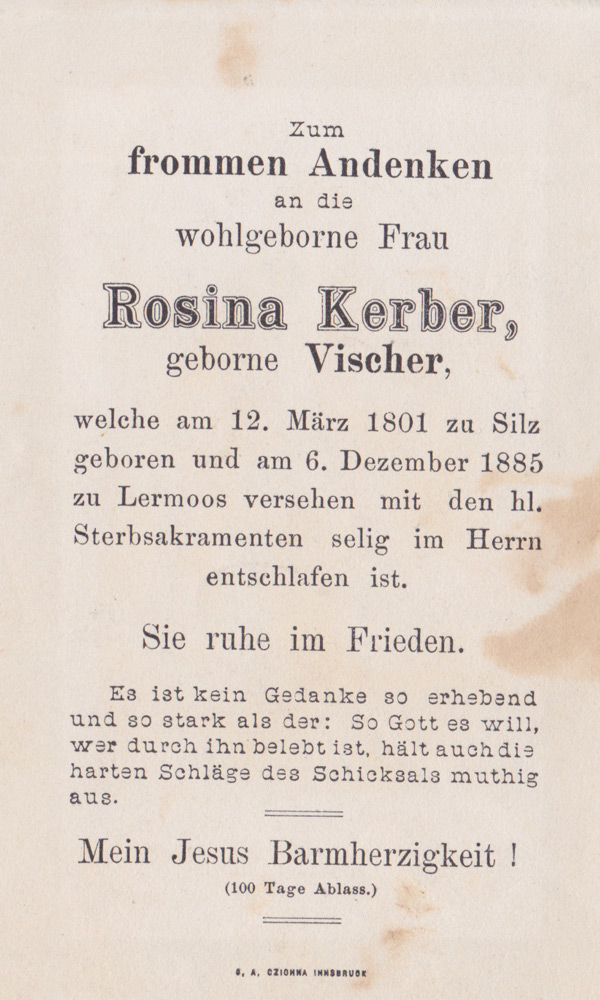 Zum
frommen Andenken
an die
wohlgeborne Frau
Rosina Kerber,
geborne Vischer,
welche am 12. März 1801 zu Silz
geboren und am 6. Dezember 1885
zu Lermoos versehen mit den hl.
Sterbsakramenten selig im Herrn
entschlafen ist.
Sie ruhe im Frieden.
Es ist kein Gedanke so erhebend
und so stark als der: So Gott es will,
wer durch ihn belebt ist, hält auch die
harten Schläge des Schicksals muthig
aus.
Mein Jesus Barmherzigkeit !
(100 Tage Ablass.)
A. CZICHNA INNSBRUCK